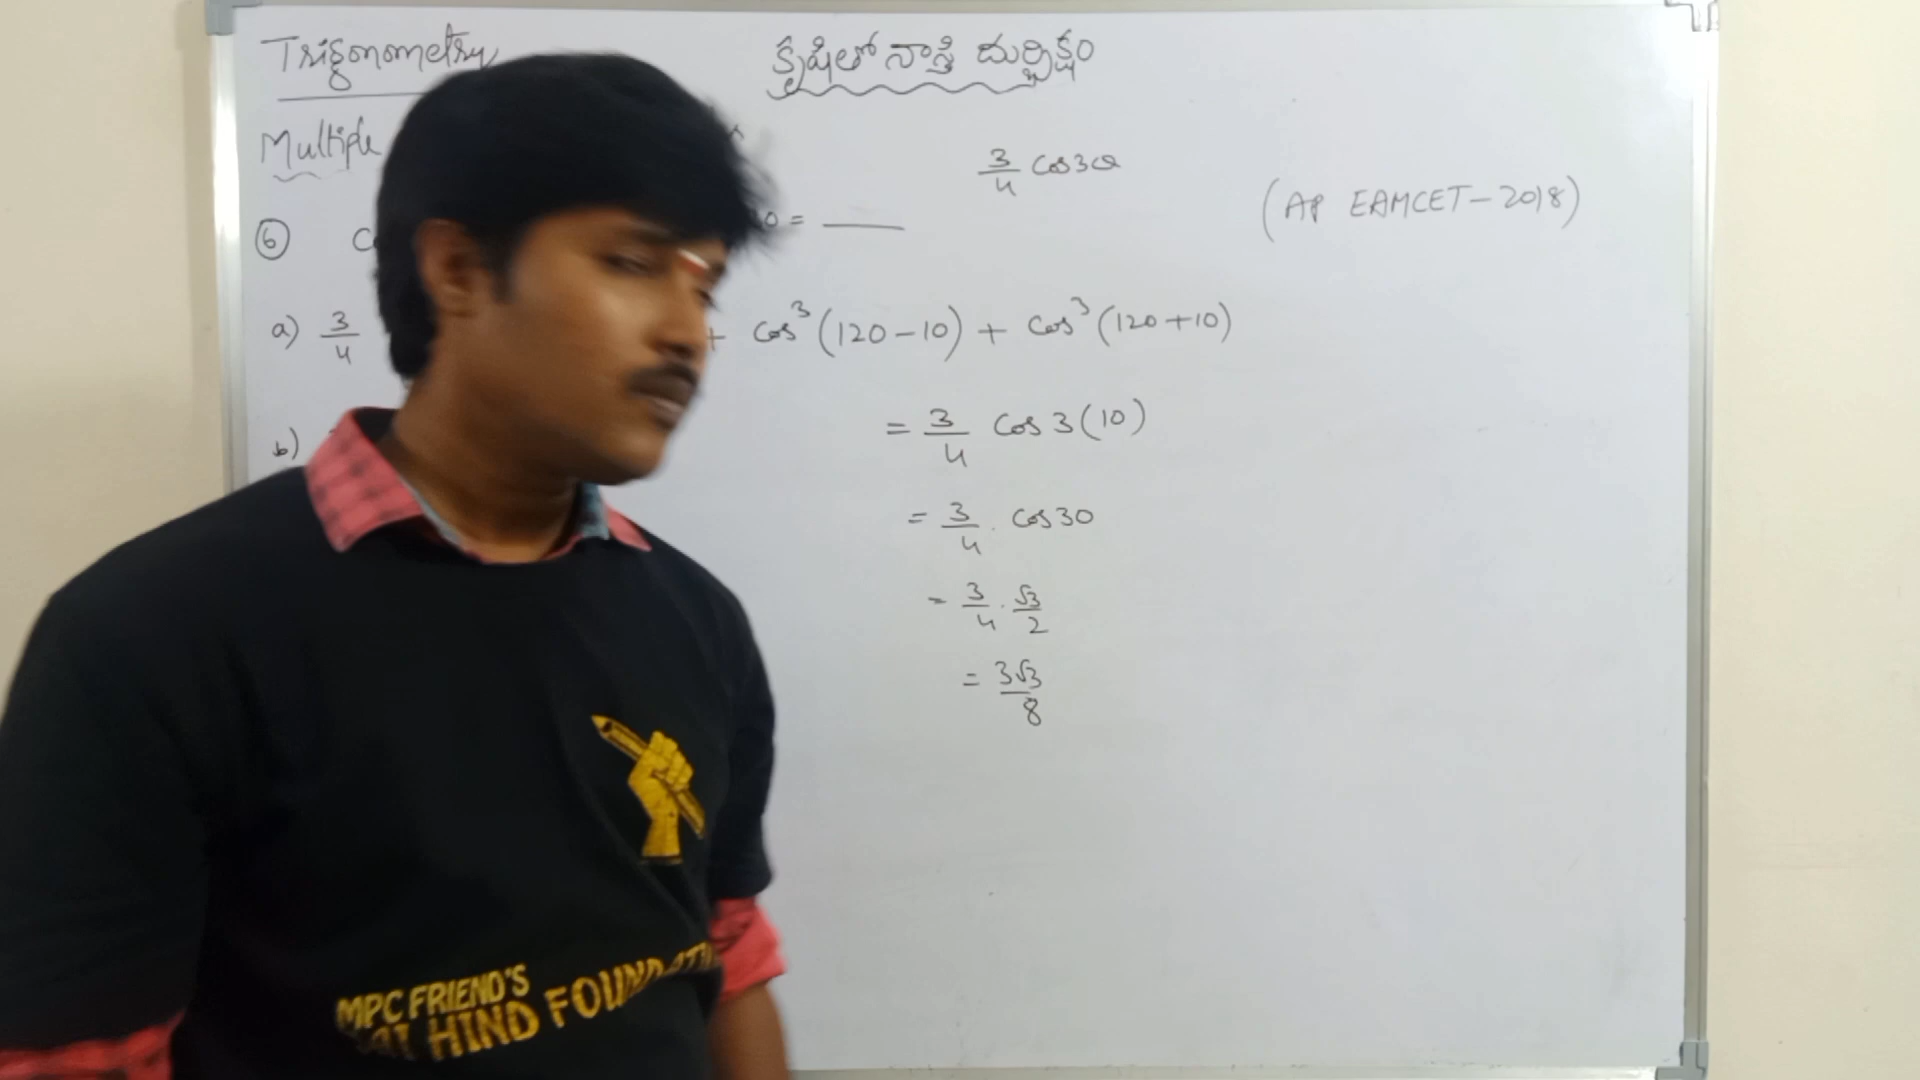 Trigonometry
కృషితో నాస్తి దుర్భిక్షం
Multiple
3/4 Cos3θ
(AP EAMCET-2018)
6 = ____
a) 3/4 + Cos³(120-10) + Cos³(120+10)
= 3/4 Cos 3(10)
b)
= 3/4 . Cos30
= 3/4 . √3/2
= 3√3/8
MPC FRIEND'S
HIND FOUND